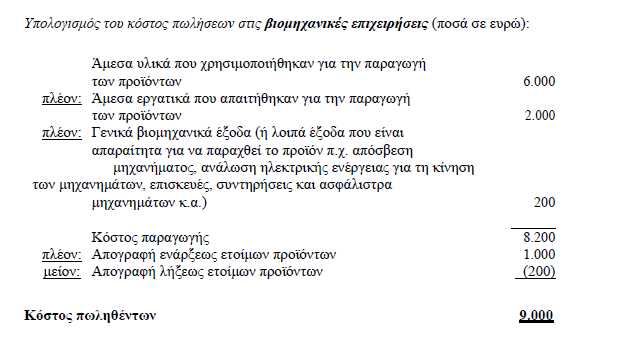 Υπολογισμός του κόστος πωλήσεων στις βιομηχανικές επιχειρήσεις (ποσά σε ευρώ):
Άμεσα υλικά που χρησιμοποιήθηκαν για την παραγωγή
των προϊόντων 6.000
πλέον: Άμεσα εργατικά που απαιτήθηκαν για την παραγωγή
των προϊόντων 2.000
πλέον: Γενικά βιομηχανικά έξοδα (ή λοιπά έξοδα που είναι
απαραίτητα για να παραχθεί το προϊόν π.χ. απόσβεση
μηχανήματος, ανάλωση ηλεκτρικής ενέργειας για τη κίνηση
των μηχανημάτων, επισκευές, συντηρήσεις και ασφάλιστρα
μηχανημάτων κ.α.) 200
Κόστος παραγωγής 8.200
πλέον: Απογραφή ενάρξεως ετοίμων προϊόντων 1.000
μείον: Απογραφή λήξεως ετοίμων προϊόντων (200)
Κόστος πωληθέντων 9.000